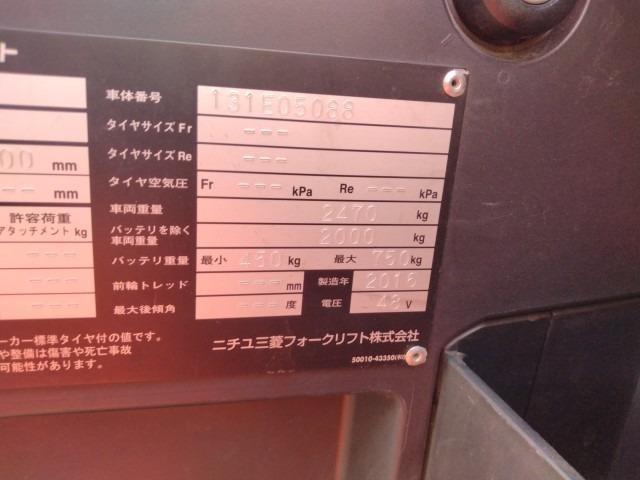 ト
車体番号 131E05088
タイヤサイズ Fr ---
タイヤサイズ Re ---
00 mm
タイヤ空気圧 Fr --- kPa Re --- kPa
-- mm
車両重量 2470 kg
許容荷重
アタッチメント kg
バッテリを除く
車両重量 2000 kg
--- バッテリ重量 最小 450 kg 最大 750 kg
--- 前輪トレッド --- mm 製造年 2016
--- 最大後傾角 --- 度 電圧 48 V
ーカー標準タイヤ付の値です。
や整備は傷害や死亡事故
可能性があります。
ニチユ三菱フォークリフト株式会社
50010-43350(R0)